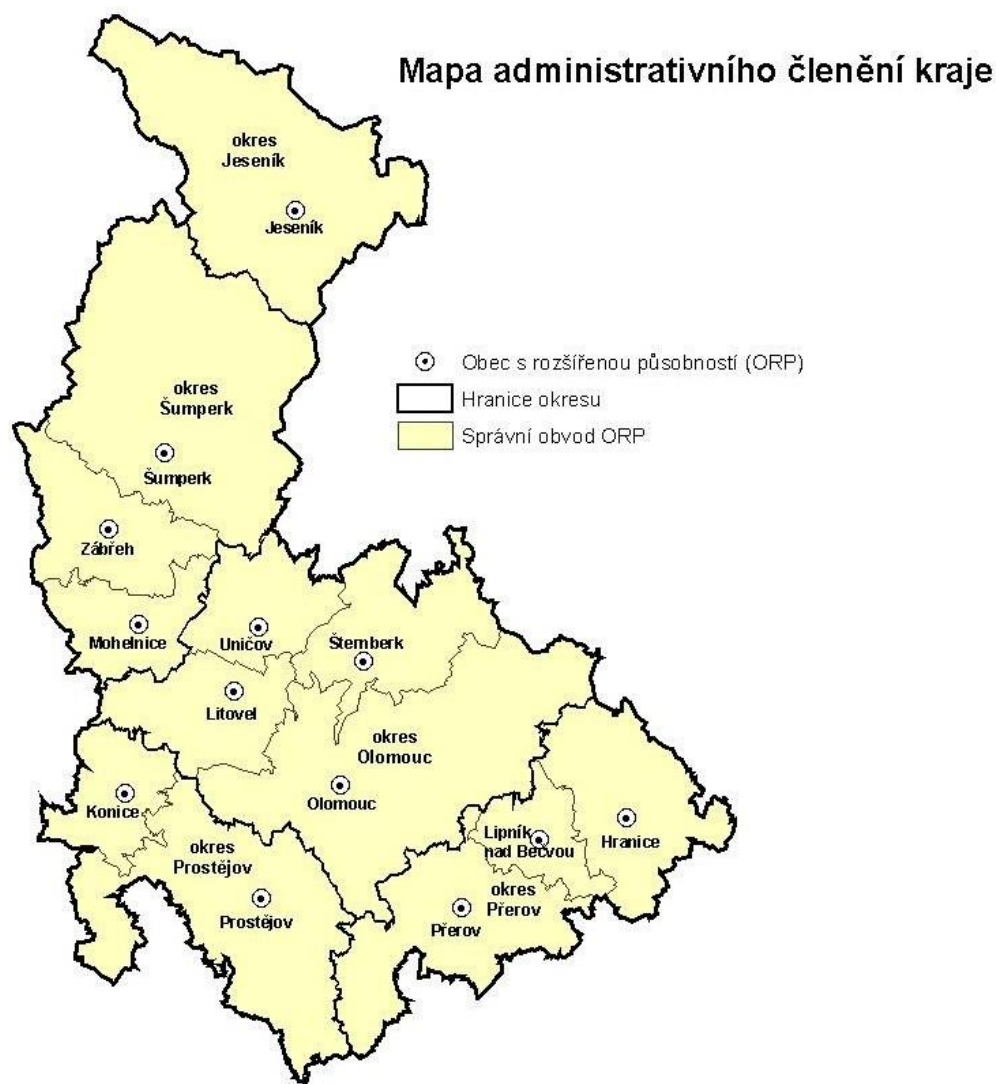 Mapa administrativního členění kraje
okres
Jeseník
Jeseník
Obec s rozšířenou působností (ORP)
Hranice okresu
Správní obvod ORP
okres
Šumperk
Šumperk
Zábřeh
Mohelnice
Uničov
Šternberk
Litovel
okres
Olomouc
Olomouc
Konice
okres
Prostějov
Prostějov
Lipník
nad Bečvou
Hranice
okres
Přerov
Přerov